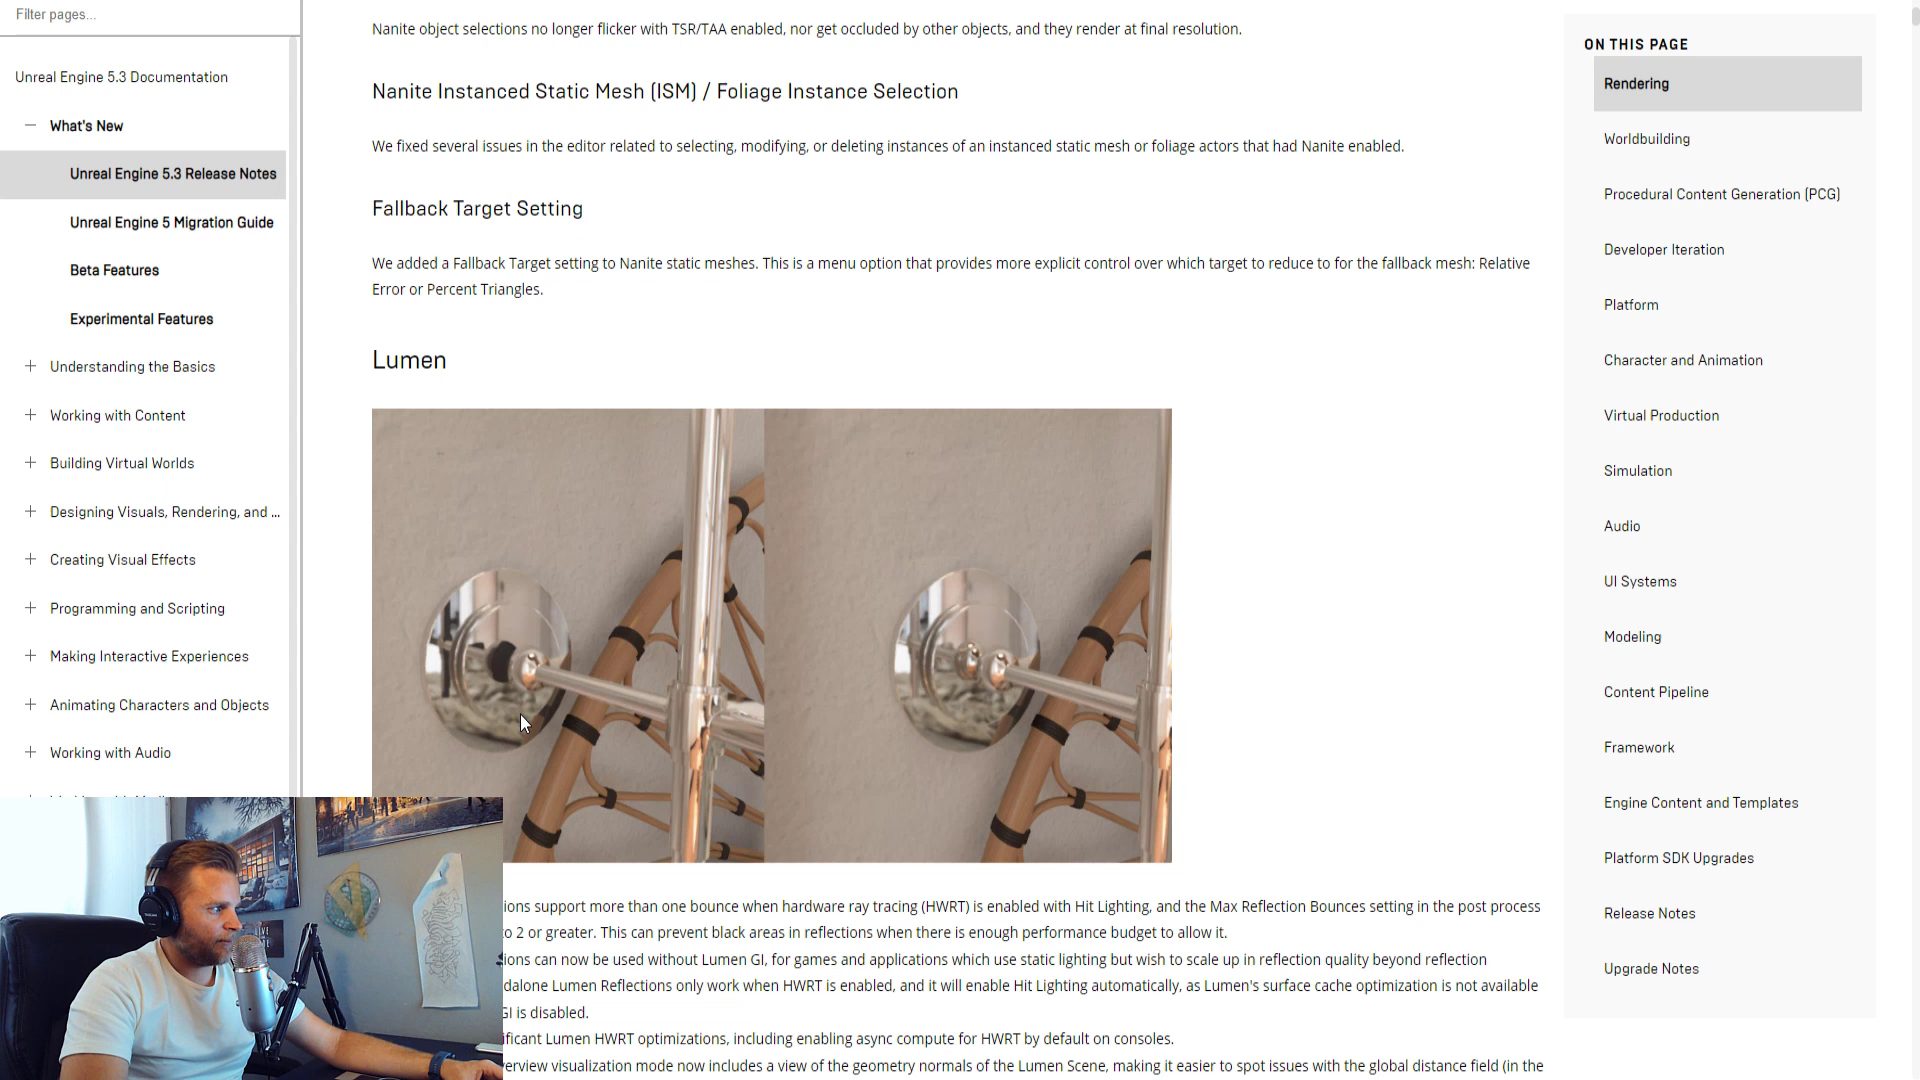 Filter pages...
Unreal Engine 5.3 Documentation
What's New
Unreal Engine 5.3 Release Notes
Unreal Engine 5 Migration Guide
Beta Features
Experimental Features
Understanding the Basics
Working with Content
Building Virtual Worlds
Designing Visuals, Rendering, and ...
Creating Visual Effects
Programming and Scripting
Making Interactive Experiences
Animating Characters and Objects
Working with Audio
Nanite object selections no longer flicker with TSR/TAA enabled, nor get occluded by other objects, and they render at final resolution.
Nanite Instanced Static Mesh (ISM) / Foliage Instance Selection
We fixed several issues in the editor related to selecting, modifying, or deleting instances of an instanced static mesh or foliage actors that had Nanite enabled.
Fallback Target Setting
We added a Fallback Target setting to Nanite static meshes. This is a menu option that provides more explicit control over which target to reduce to for the fallback mesh: Relative
Error or Percent Triangles.
Lumen
ions support more than one bounce when hardware ray tracing (HWRT) is enabled with Hit Lighting, and the Max Reflection Bounces setting in the post process
o 2 or greater. This can prevent black areas in reflections when there is enough performance budget to allow it.
ions can now be used without Lumen GI, for games and applications which use static lighting but wish to scale up in reflection quality beyond reflection
dalone Lumen Reflections only work when HWRT is enabled, and it will enable Hit Lighting automatically, as Lumen's surface cache optimization is not available
GI is disabled.
ificant Lumen HWRT optimizations, including enabling async compute for HWRT by default on consoles.
verview visualization mode now includes a view of the geometry normals of the Lumen Scene, making it easier to spot issues with the global distance field (in the
ON THIS PAGE
Rendering
Worldbuilding
Procedural Content Generation (PCG)
Developer Iteration
Platform
Character and Animation
Virtual Production
Simulation
Audio
UI Systems
Modeling
Content Pipeline
Framework
Engine Content and Templates
Platform SDK Upgrades
Release Notes
Upgrade Notes